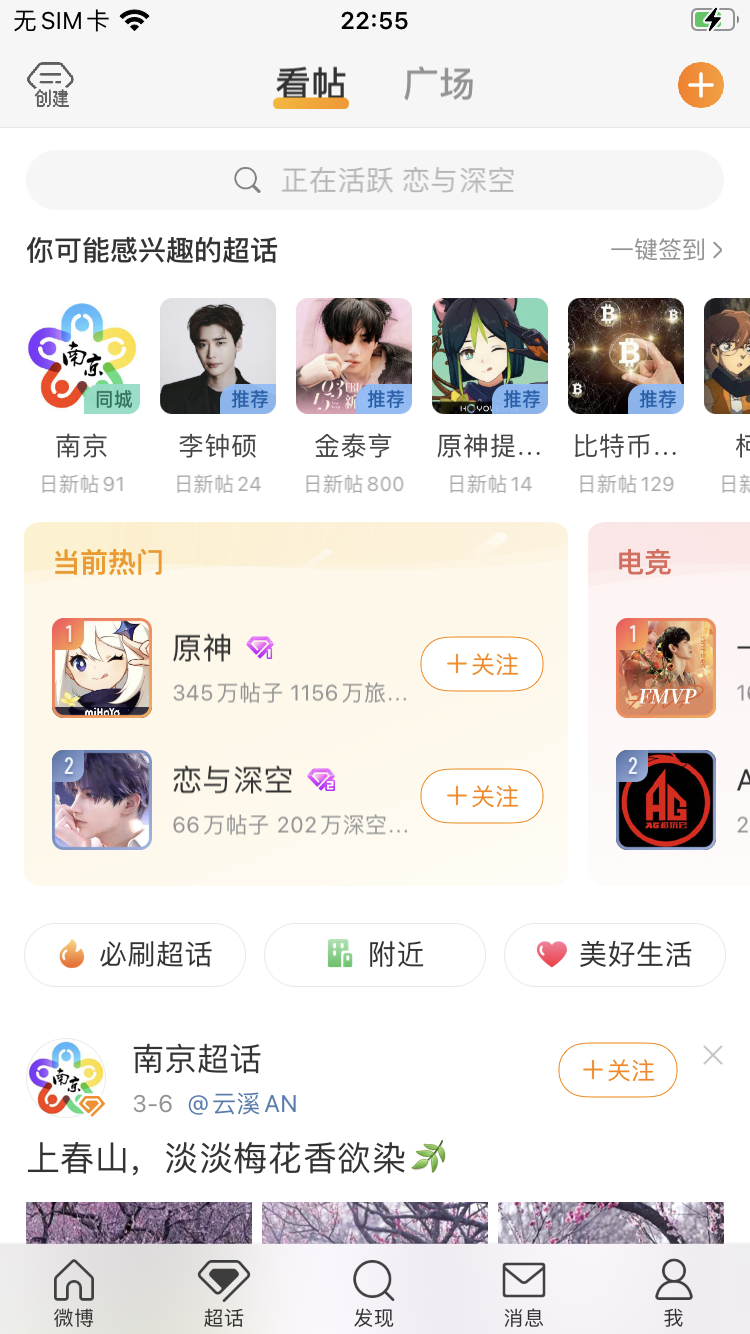 无SIM卡
22:55
创建
看帖
广场
正在活跃 恋与深空
你可能感兴趣的超话
一键签到
南京
同城
推荐
推荐
HOYOV
推荐
推荐
南京
李钟硕
金泰亨
原神提...
比特币...
日新帖91
日新帖24
日新帖800
日新帖14
日新帖129
当前热门
电竞
1
miHoYo
原神
345万帖子 1156万旅...
+关注
1
FMVP
2
恋与深空
66万帖子 202万深空...
+关注
2
AG
必刷超话
附近
美好生活
南京
南京超话
3-6 @云溪AN
+关注
上春山，淡淡梅花香欲染
微博
超话
发现
消息
我